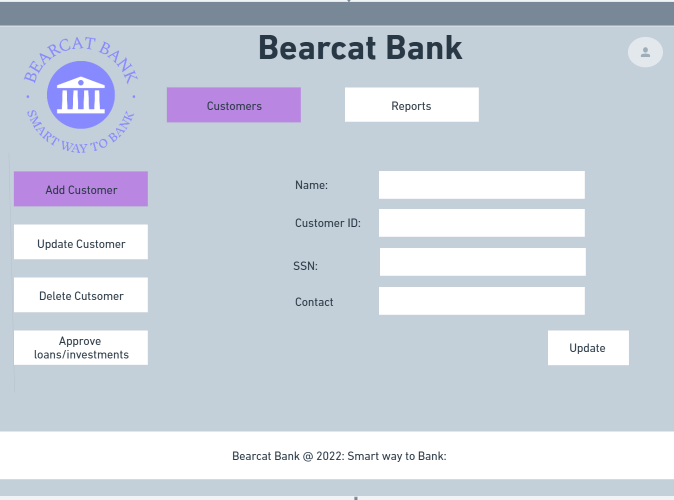 Bearcat Bank
BEARCAT BANK
SMART WAY TO BANK
Customers
Reports
Add Customer
Update Customer
Delete Cutsomer
Approve
loans/investments
Name:
Customer ID:
SSN:
Contact
Update
Bearcat Bank @ 2022: Smart way to Bank: